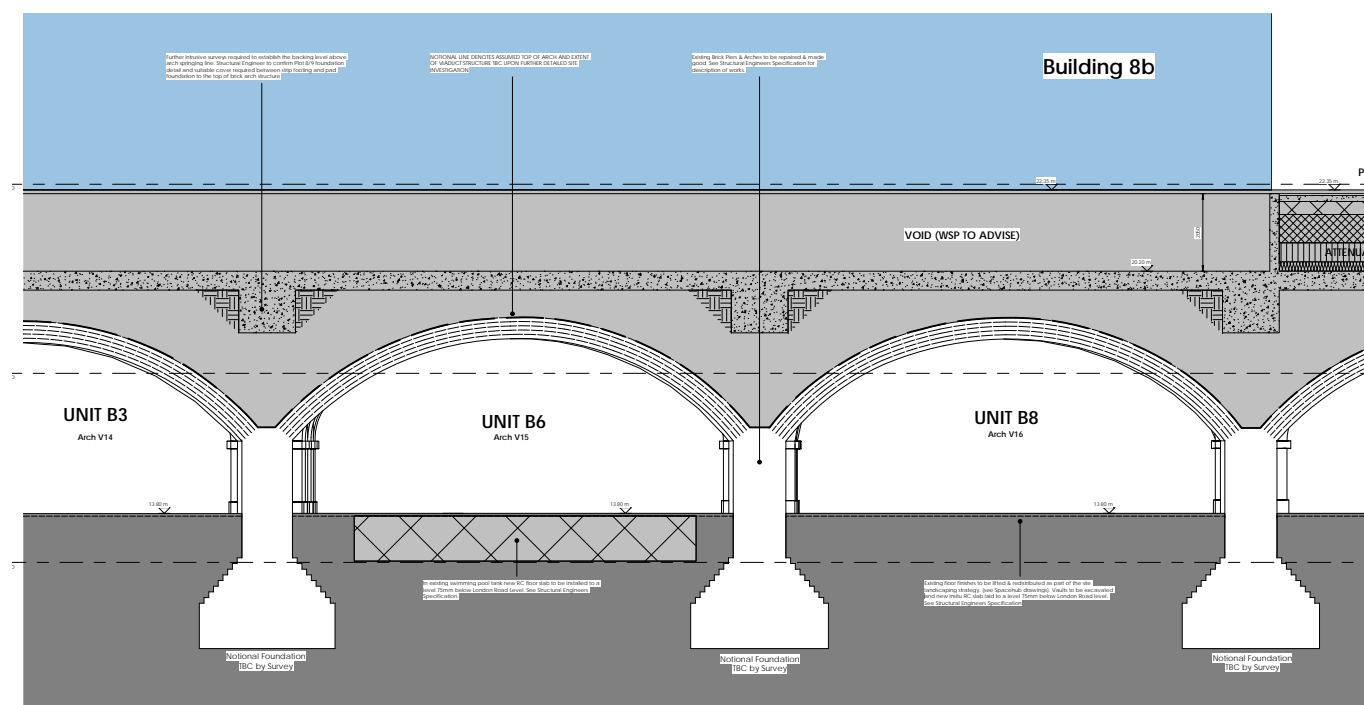 Further intrusive surveys required to establish the backing level above
arch springing line. Structural Engineer to confirm Plot 8/9 foundation
detail and suitable cover required between strip footing and pad
foundation to the top of brick arch structure
NOTIONAL LINE DENOTES ASSUMED TOP OF ARCH AND EXTENT
OF VIADUCT STRUCTURE TBC UPON FURTHER DETAILED SITE
INVESTIGATION
Existing Brick Piers & Arches to be repaired & made
good. See Structural Engineers Specification for
description of works.
Building 8b
P
22.35 m
22.35 m
VOID (WSP TO ADVISE)
ATTENUA
20.20 m
UNIT B3
Arch V14
UNIT B6
Arch V15
UNIT B8
Arch V16
13.80 m
13.80 m
13.80 m
In existing swimming pool tank new RC floor slab to be installed to a
level 75mm below London Road Level. See Structural Engineers
Specification.
Existing floor finishes to be lifted & redistributed as part of the site
landscaping strategy. (see Spacehub drawings). Vaults to be excavated
and new insitu RC slab laid to a level 75mm below London Road level.
See Structural Engineers Specification
Notional Foundation
TBC by Survey
Notional Foundation
TBC by Survey
Notional Foundation
TBC by Survey